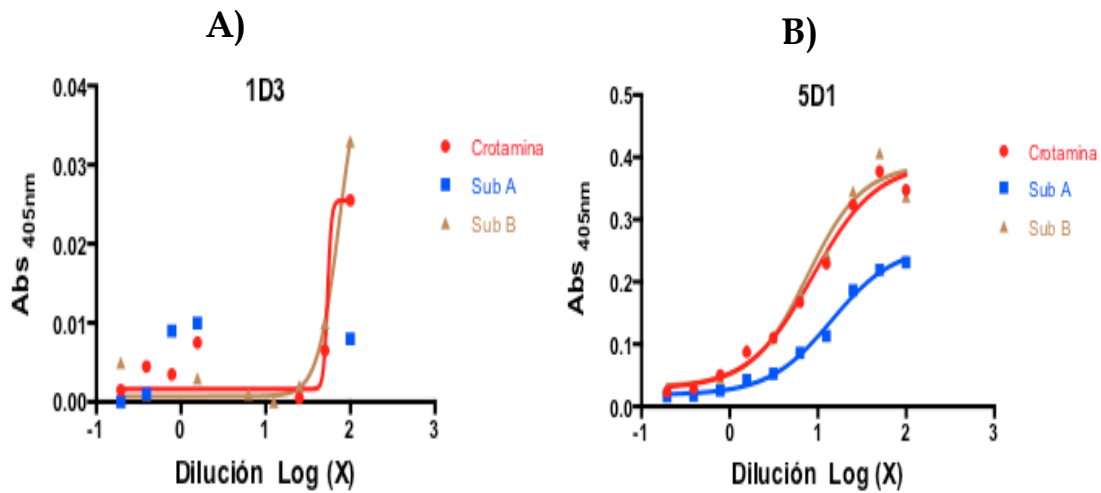 A)
1D3
0.04
0.03
0.02
0.01
0.00
-1
0
1
2
3
Abs 405nm
Dilución Log (X)
Crotamina
Sub A
Sub B
B)
5D1
0.5
0.4
0.3
0.2
0.1
0.0
-1
0
1
2
3
Abs 405nm
Dilución Log (X)
Crotamina
Sub A
Sub B